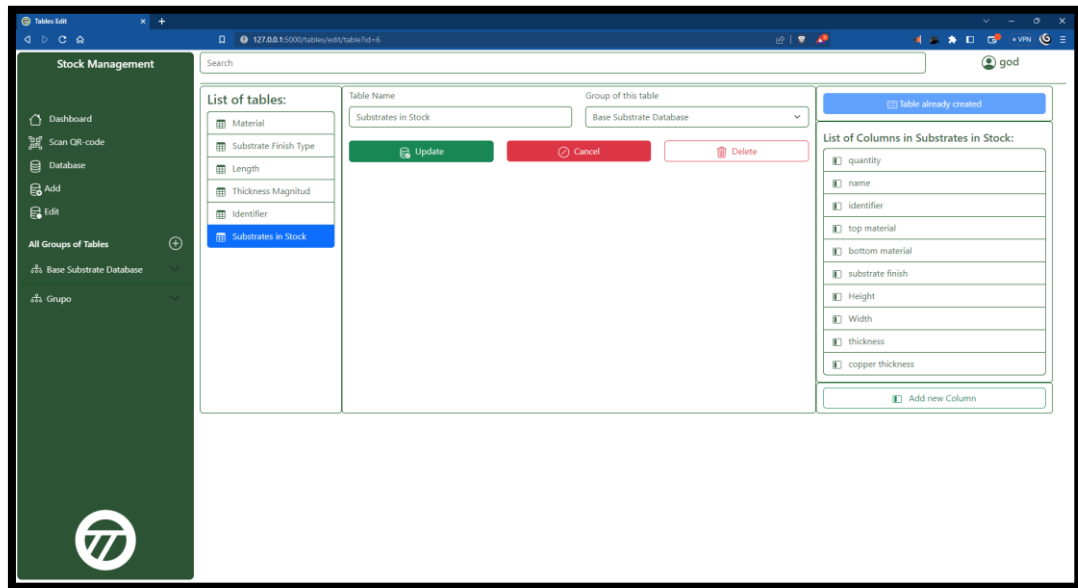 Tables Edit
127.0.0.1:5000/tables/edit/table?id=6
VPN
Stock Management
Search
god
Dashboard
Scan QR-code
Database
Add
Edit
All Groups of Tables
Base Substrate Database
Grupo
List of tables:
Material
Substrate Finish Type
Length
Thickness Magnitud
Identifier
Substrates in Stock
Table Name
Group of this table
Substrates in Stock
Base Substrate Database
Update
Cancel
Delete
Table already created
List of Columns in Substrates in Stock:
quantity
name
identifier
top material
bottom material
substrate finish
Height
Width
thickness
copper thickness
Add new Column